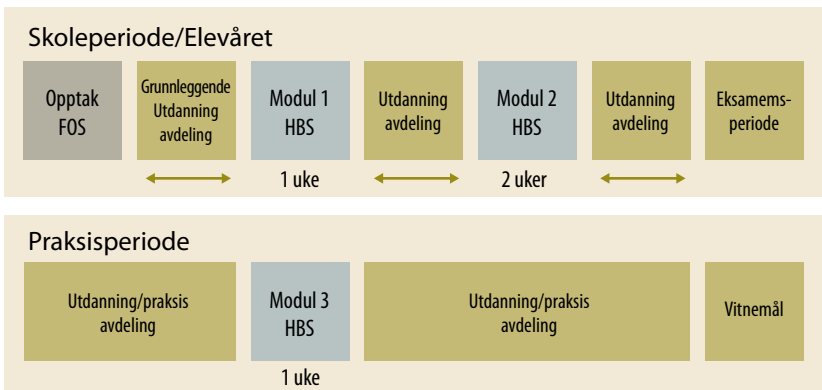 Skoleperiode/Elevåret
Opptak
FOS
Grunnleggende
Utdanning
avdeling
Modul 1
HBS
Utdanning
avdeling
Modul 2
HBS
Utdanning
avdeling
Eksamems-
periode
1 uke
2 uker
Praksisperiode
Utdanning/praksis
avdeling
Modul 3
HBS
Utdanning/praksis
avdeling
Vitnemål
1 uke